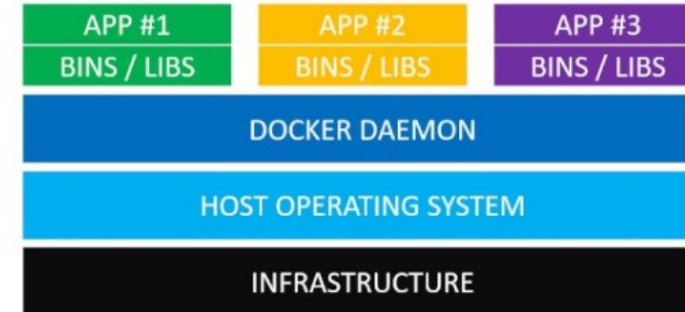 APP #1 APP #2 APP #3
BINS / LIBS BINS / LIBS BINS / LIBS
DOCKER DAEMON
HOST OPERATING SYSTEM
INFRASTRUCTURE